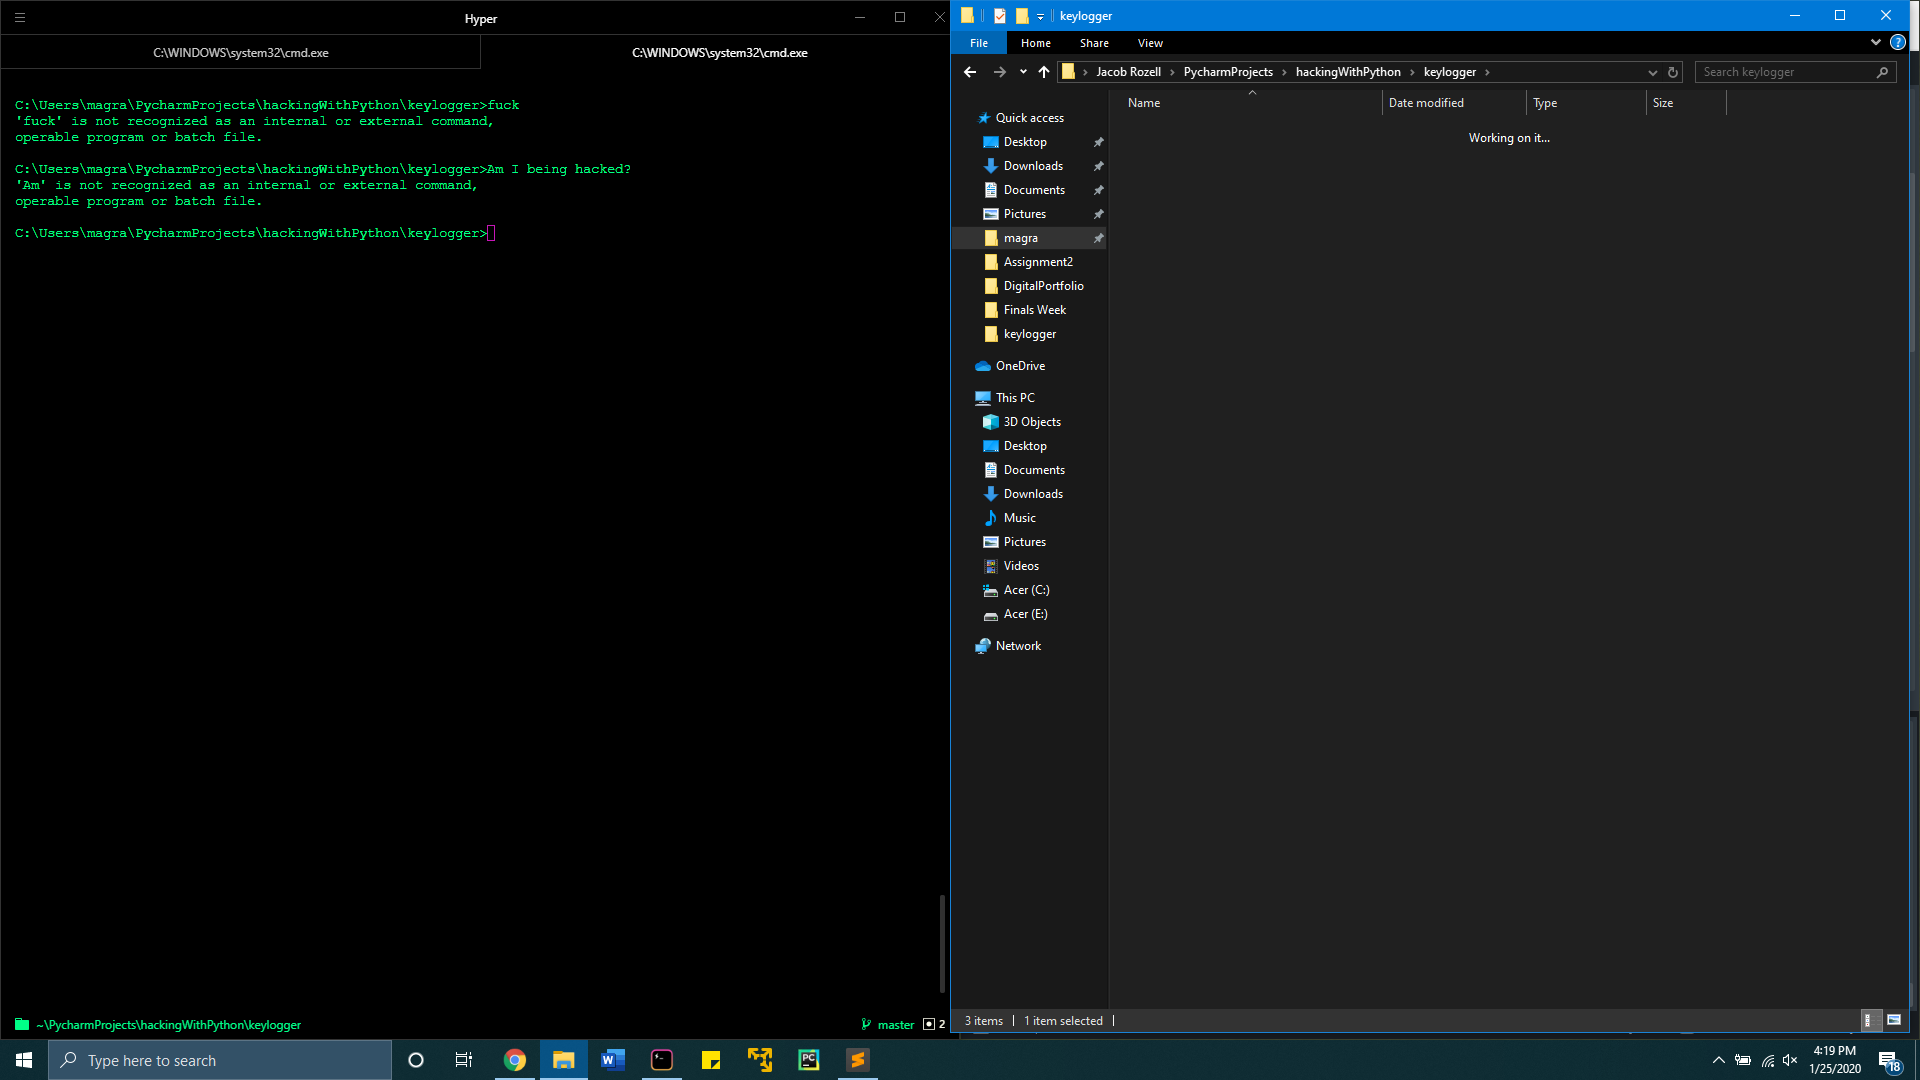 Hyper
C:\WINDOWS\system32\cmd.exe
C:\WINDOWS\system32\cmd.exe
C:\Users\magra\PycharmProjects\hackingWithPython\keylogger>fuck
'fuck' is not recognized as an internal or external command,
operable program or batch file.
C:\Users\magra\PycharmProjects\hackingWithPython\keylogger>Am I being hacked?
'Am' is not recognized as an internal or external command,
operable program or batch file.
C:\Users\magra\PycharmProjects\hackingWithPython\keylogger>
~\PycharmProjects\hackingWithPython\keylogger
master
2
keylogger
File Home Share View
Jacob Rozell > PycharmProjects > hackingWithPython > keylogger >
Search keylogger
Name Date modified Type Size
Working on it...
Quick access
Desktop
Downloads
Documents
Pictures
magra
Assignment2
DigitalPortfolio
Finals Week
keylogger
OneDrive
This PC
3D Objects
Desktop
Documents
Downloads
Music
Pictures
Videos
Acer (C:)
Acer (E:)
Network
3 items 1 item selected
Type here to search
W
PC
4:19 PM
1/25/2020
18